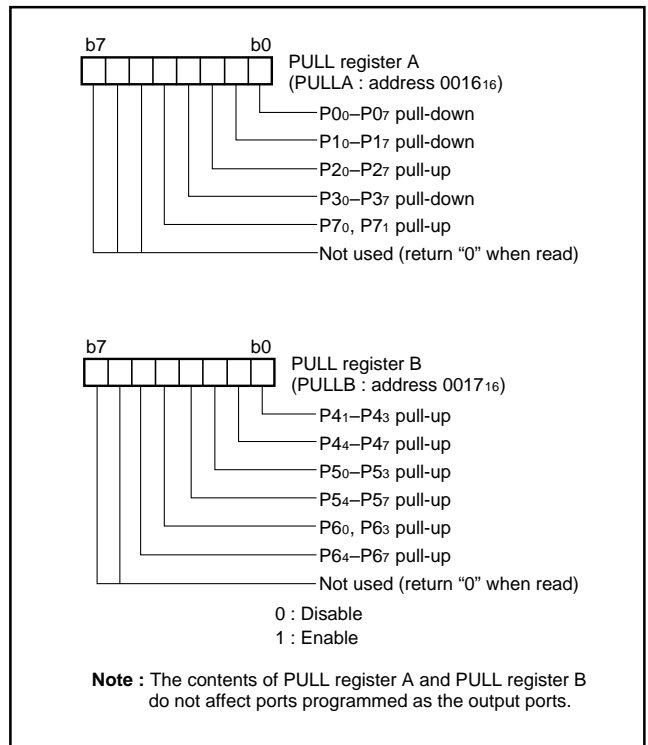 b7 b0
PULL register A
(PULLA : address 0016₁₆)
P0₀–P0₇ pull-down
P1₀–P1₇ pull-down
P2₀–P2₇ pull-up
P3₀–P3₇ pull-down
P7₀, P7₁ pull-up
Not used (return “0” when read)
b7 b0
PULL register B
(PULLB : address 0017₁₆)
P4₁–P4₃ pull-up
P4₄–P4₇ pull-up
P5₀–P5₃ pull-up
P5₄–P5₇ pull-up
P6₀, P6₃ pull-up
P6₄–P6₇ pull-up
Not used (return “0” when read)
0 : Disable
1 : Enable
Note : The contents of PULL register A and PULL register B
do not affect ports programmed as the output ports.